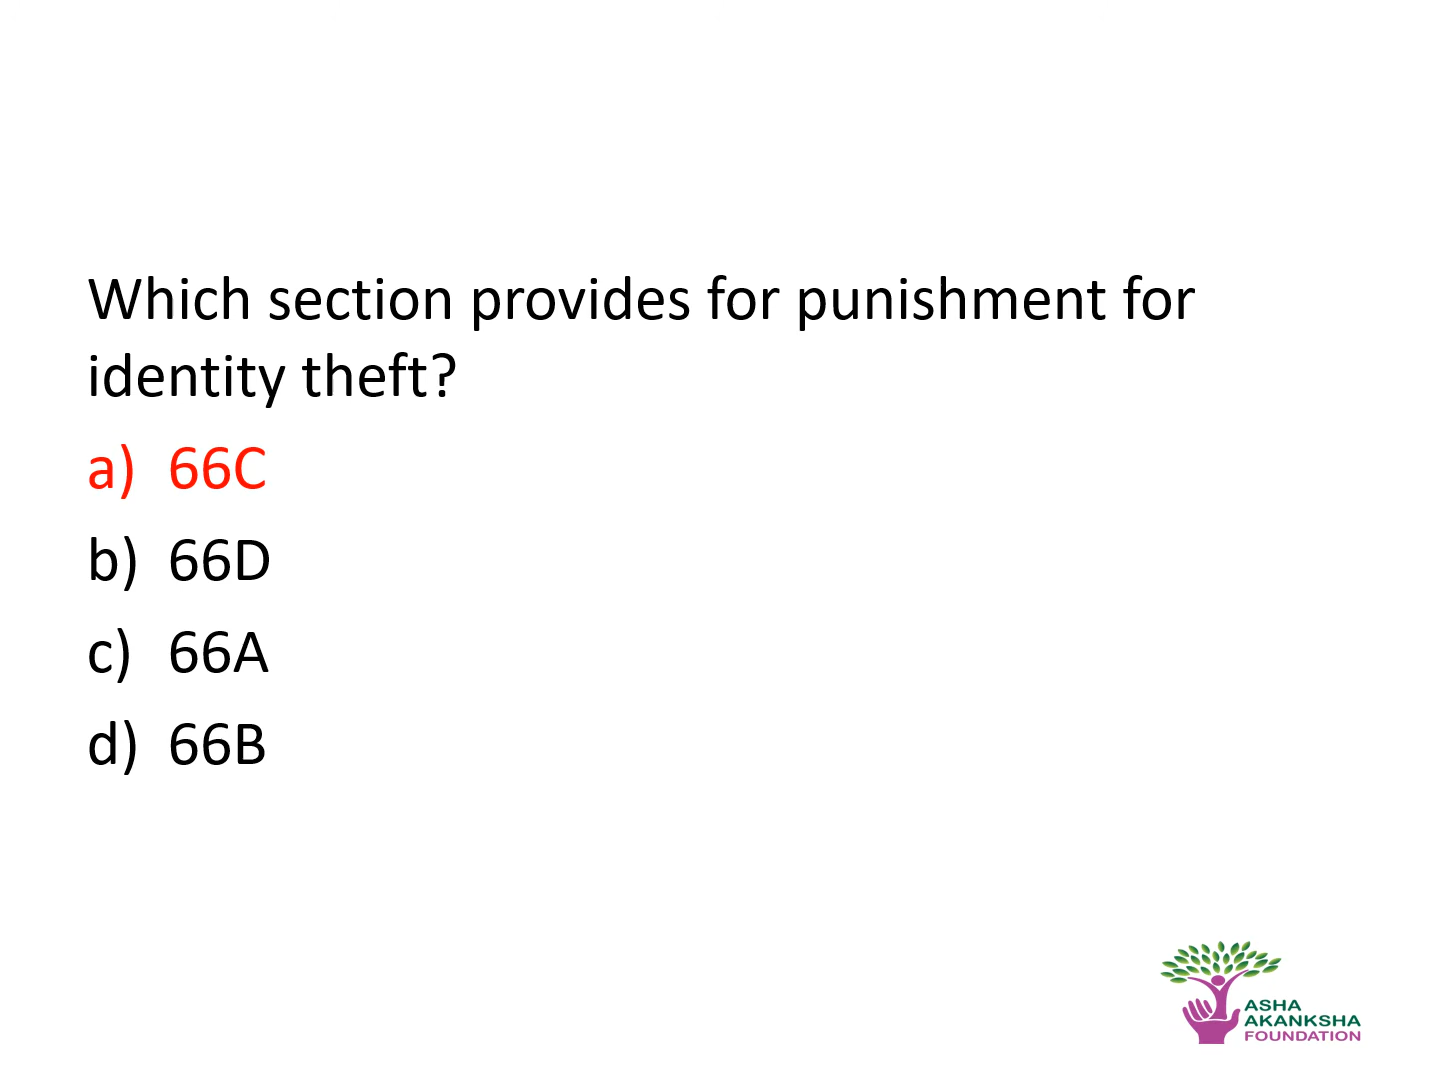 Which section provides for punishment for
identity theft?
a) 66C
b) 66D
c) 66A
d) 66B
ASHA
AKANKSHA
FOUNDATION